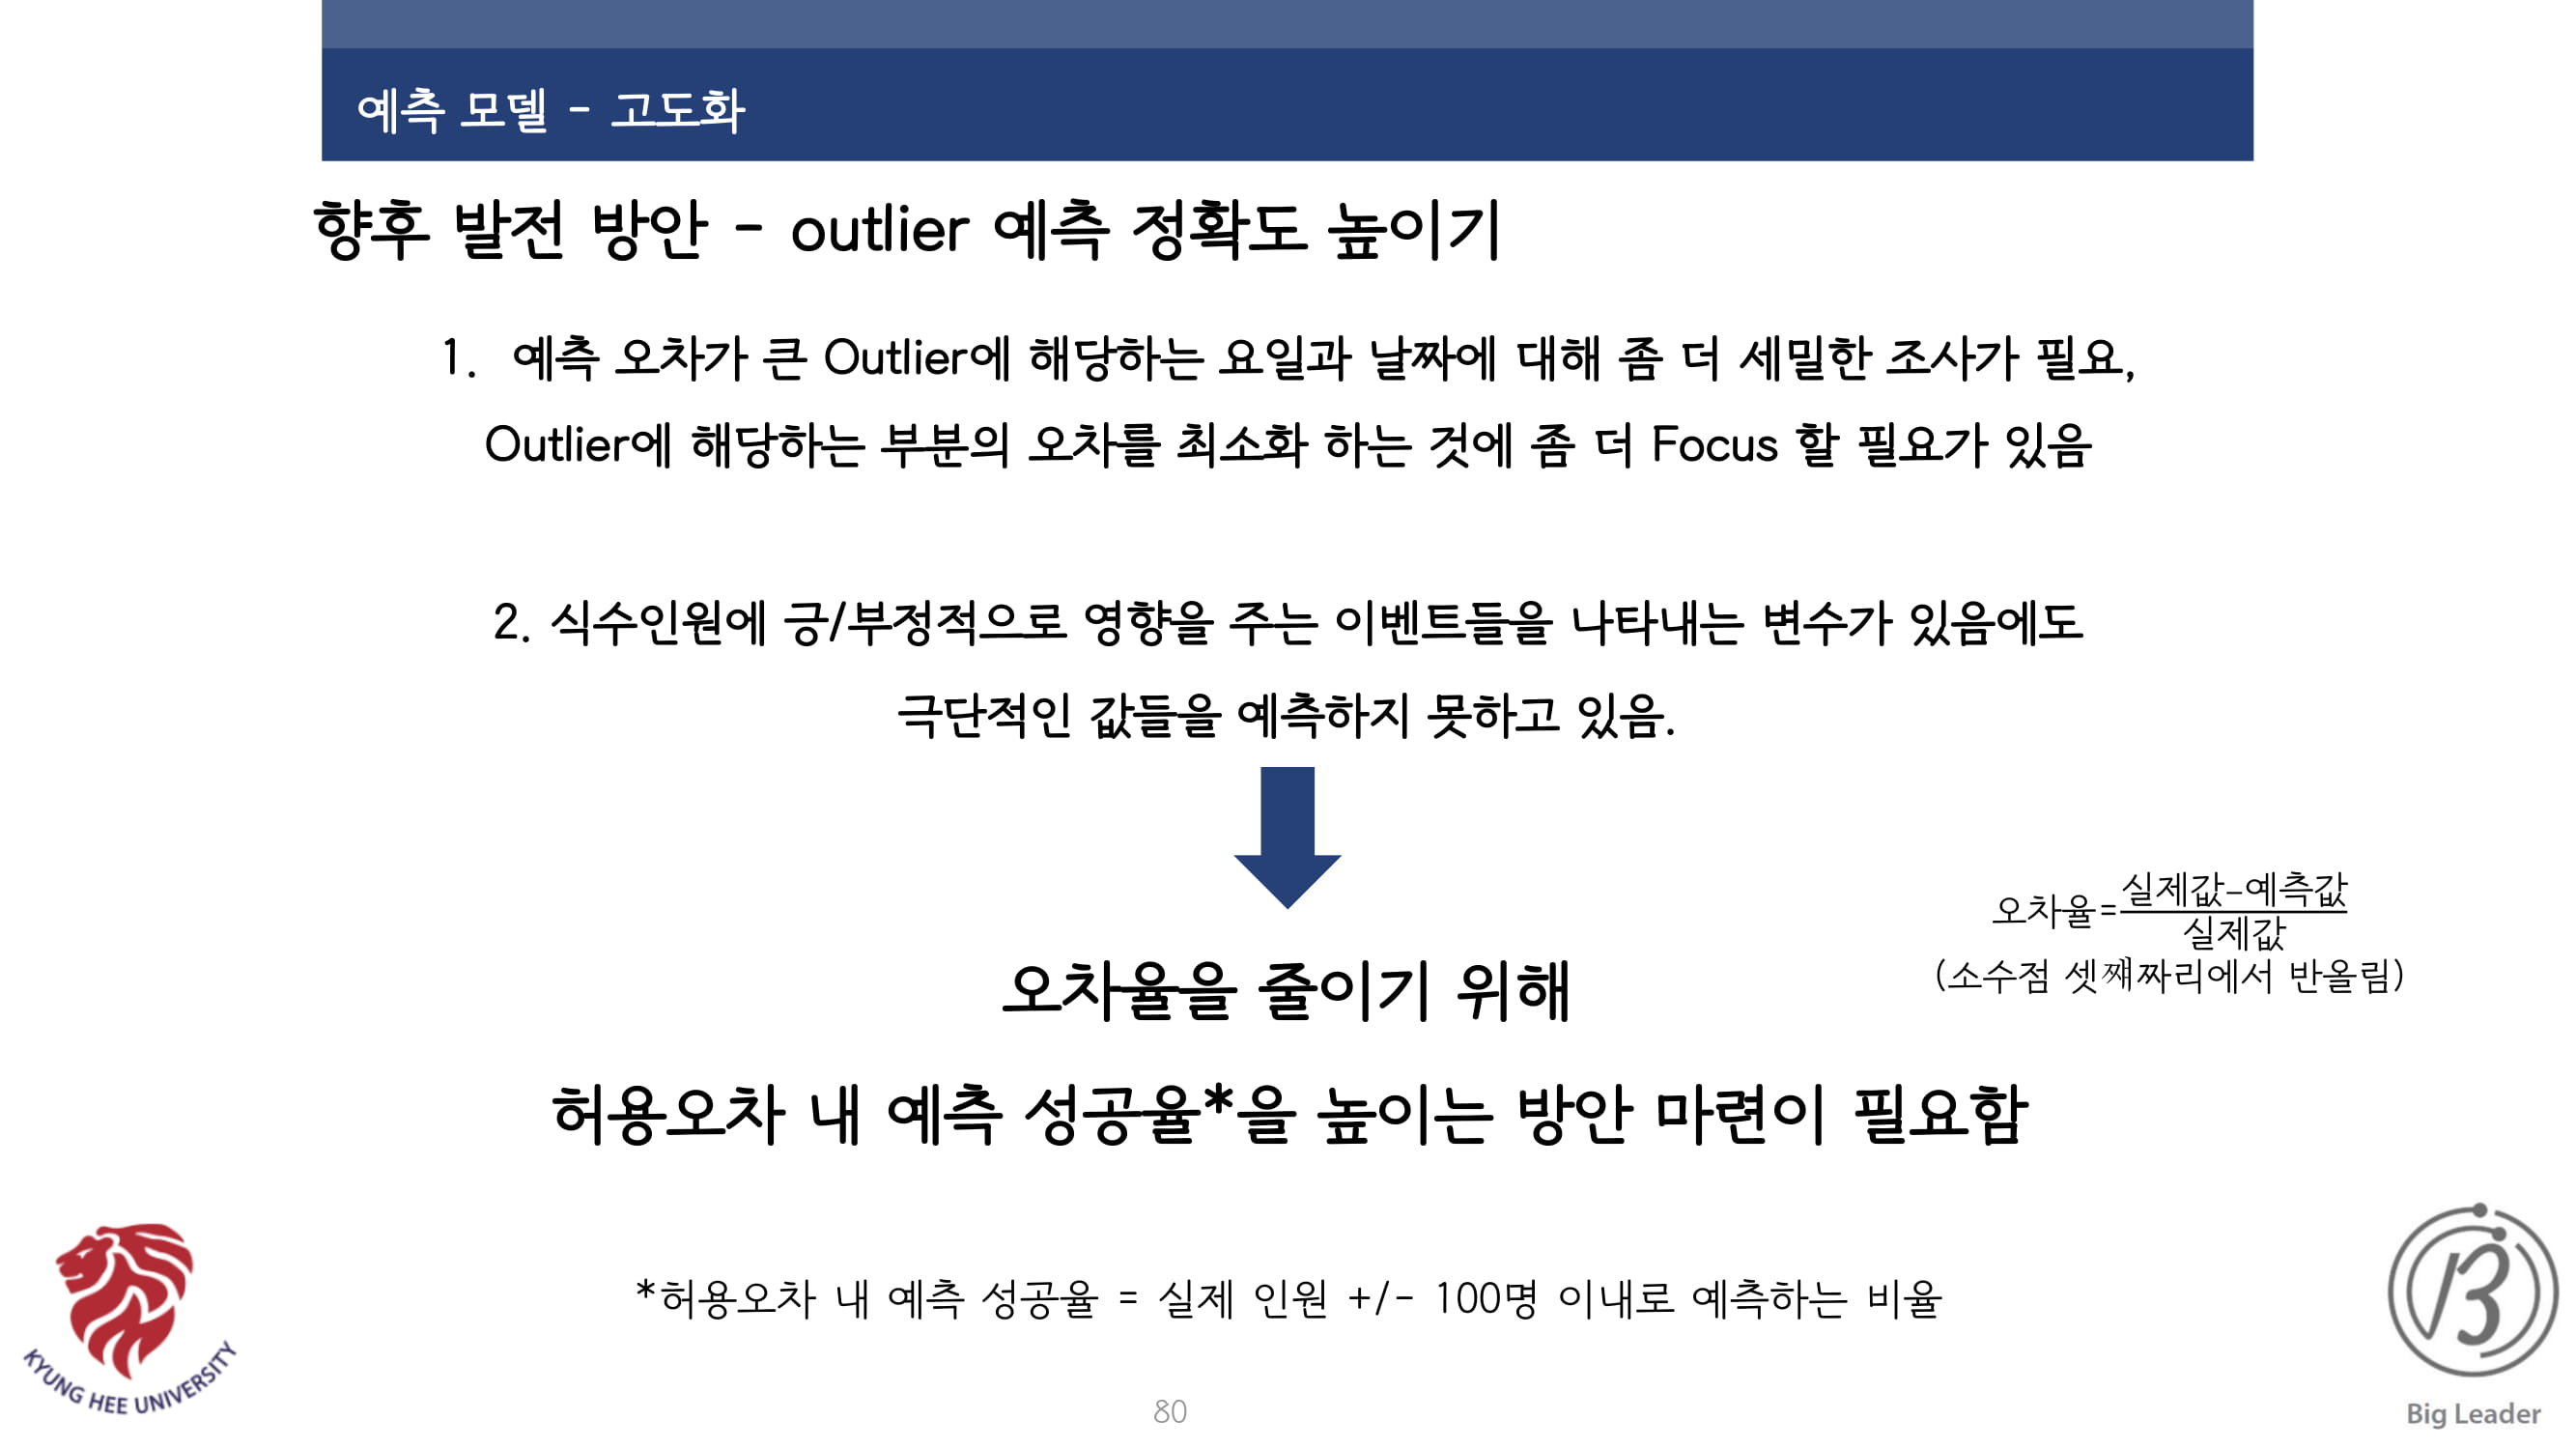 예측 모델 - 고도화
향후 발전 방안 - outlier 예측 정확도 높이기
1. 예측 오차가 큰 Outlier에 해당하는 요일과 날짜에 대해 좀 더 세밀한 조사가 필요,
Outlier에 해당하는 부분의 오차를 최소화 하는 것에 좀 더 Focus 할 필요가 있음
2. 식수인원에 긍/부정적으로 영향을 주는 이벤트들을 나타내는 변수가 있음에도
극단적인 값들을 예측하지 못하고 있음.
오차율=실제값-예측값
실제값
(소수점 셋쨰짜리에서 반올림)
오차율을 줄이기 위해
허용오차 내 예측 성공율*을 높이는 방안 마련이 필요함
*허용오차 내 예측 성공율 = 실제 인원 +/- 100명 이내로 예측하는 비율
KYUNG HEE UNIVERSITY
80
Big Leader